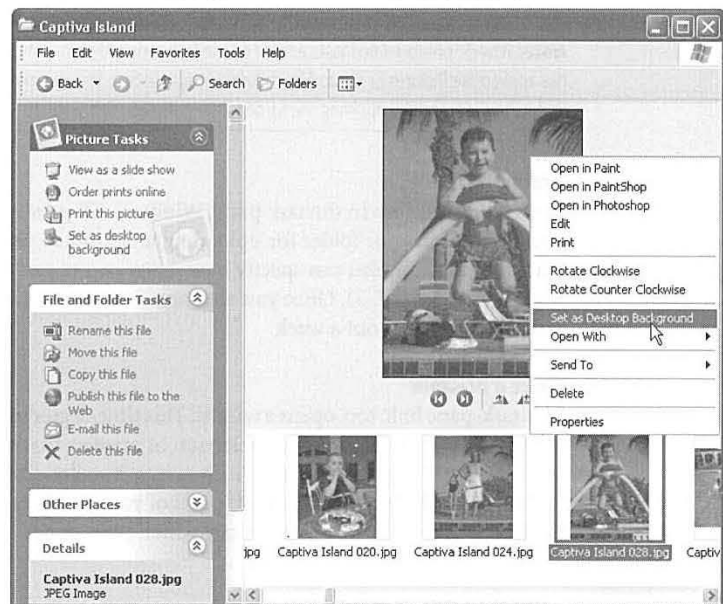 Captiva Island
File Edit View Favorites Tools Help
Back Search Folders
Picture Tasks
View as a slide show
Order prints online
Print this picture
Set as desktop
background
File and Folder Tasks
Rename this file
Move this file
Copy this file
Publish this file to the
Web
E-mail this file
Delete this file
Other Places
Details
Captiva Island 028.jpg
JPEG Image
Open in Paint
Open in PaintShop
Open in Photoshop
Edit
Print
Rotate Clockwise
Rotate Counter Clockwise
Set as Desktop Background
Open With
Send To
Delete
Properties
jpg Captiva Island 020.jpg Captiva Island 024.jpg Captiva Island 028.jpg Captiv